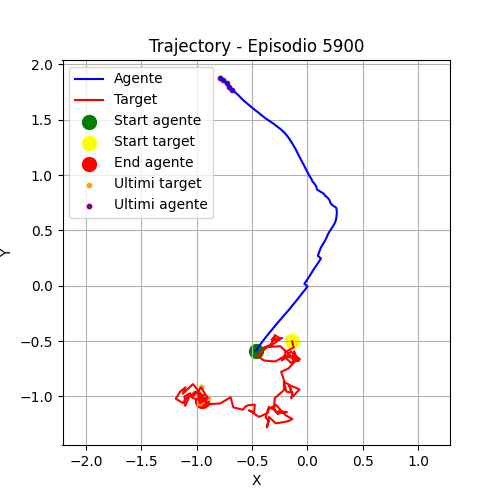 Trajectory - Episodio 5900
Agente
Target
Start agente
Start target
End agente
Ultimi target
Ultimi agente
2.0
1.5
1.0
0.5
0.0
−0.5
−1.0
Y
−2.0 −1.5 −1.0 −0.5 0.0 0.5 1.0
X